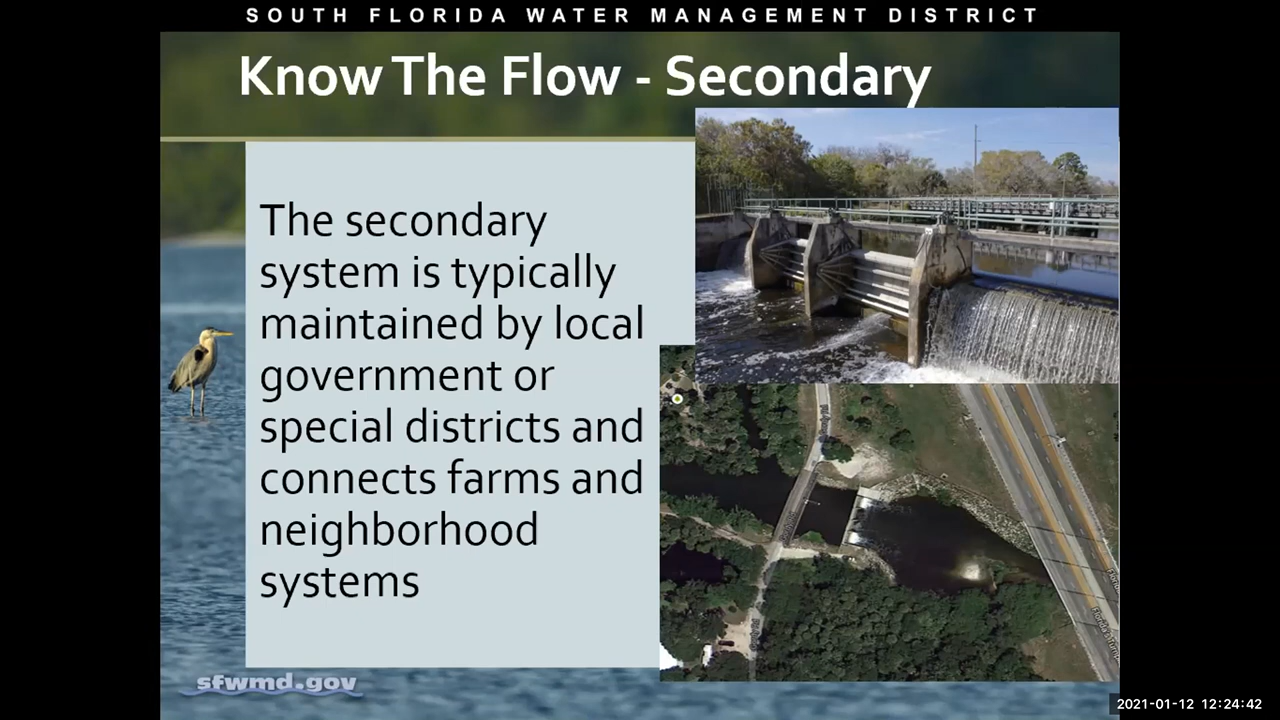 SOUTH FLORIDA WATER MANAGEMENT DISTRICT
Know The Flow - Secondary
The secondary
system is typically
maintained by local
government or
special districts and
connects farms and
neighborhood
systems
sfwmd.gov
2021-01-12 12:24:42